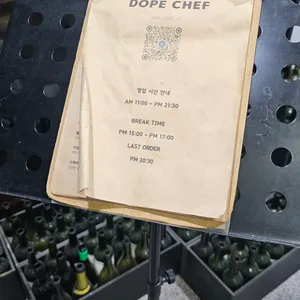 DOPE CHEF
영업 시간 안내
AM 11:00 ~ PM 21:30
BREAK TIME
PM 15:00 ~ PM 17:00
LAST ORDER
PM 20:30